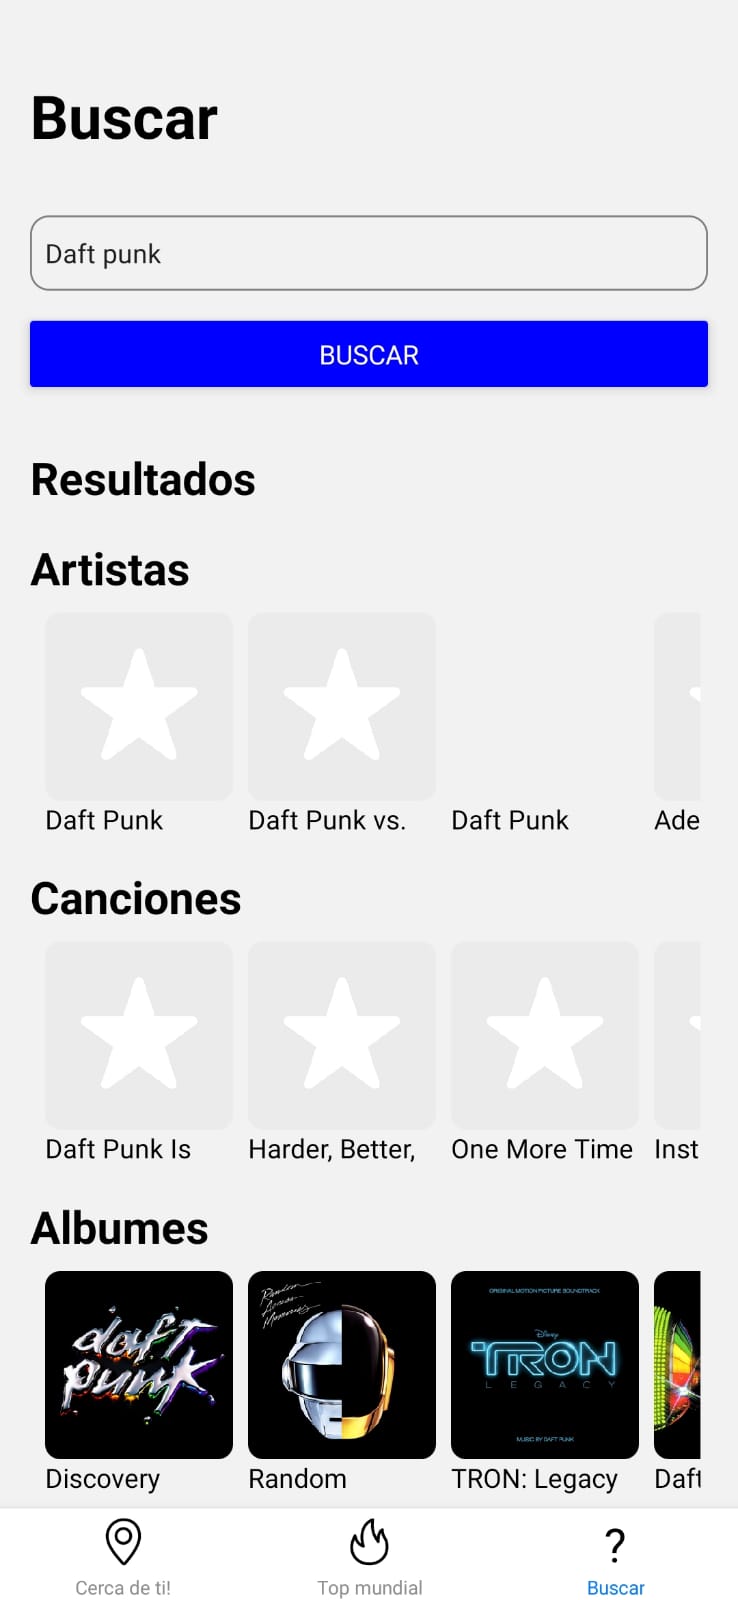 Buscar
Daft punk
BUSCAR
Resultados
Artistas
Daft Punk
Daft Punk vs.
Daft Punk
Ade
Canciones
Daft Punk Is
Harder, Better,
One More Time
Inst
Albumes
daft
punk
Random
Access
Memories
ORIGINAL MOTION PICTURE SOUNDTRACK
Disney
TRON
LEGACY
MUSIC BY DAFT PUNK
Discovery
Random
TRON: Legacy
Daft
Cerca de ti!
Top mundial
?
Buscar